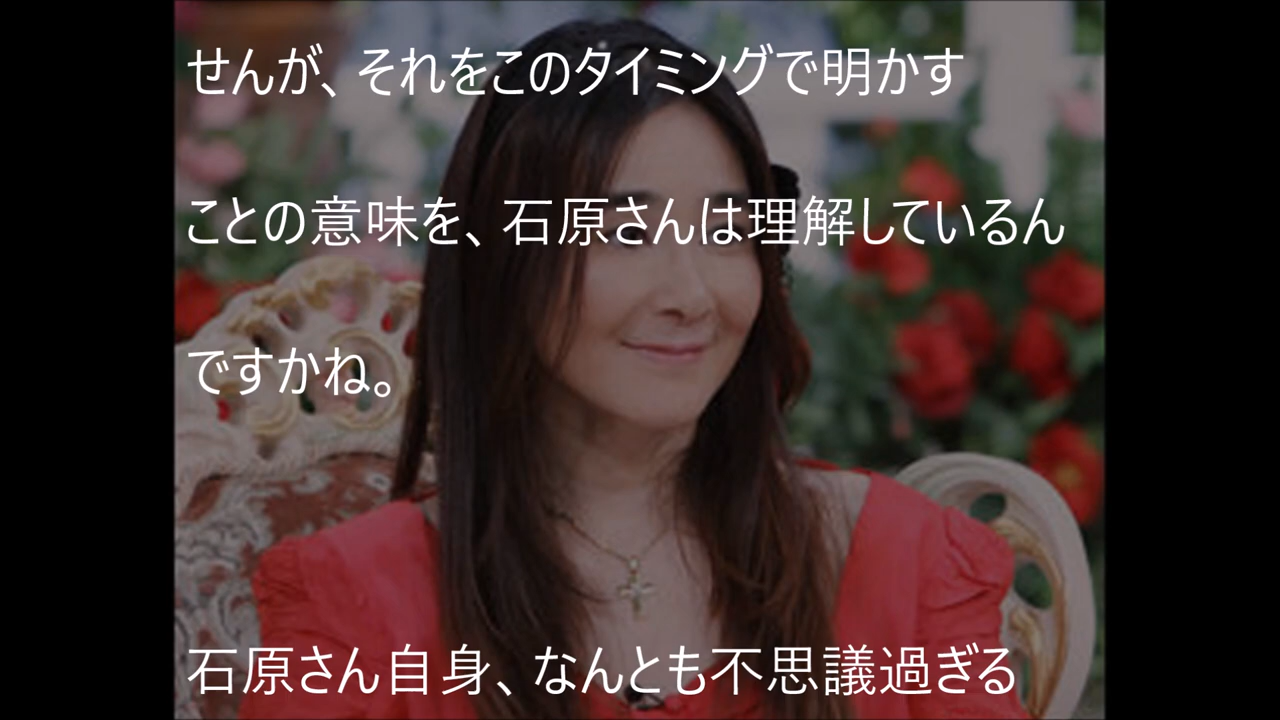 せんが、それをこのタイミングで明かす
ことの意味を、石原さんは理解しているん
ですかね。
石原さん自身、なんとも不思議過ぎる